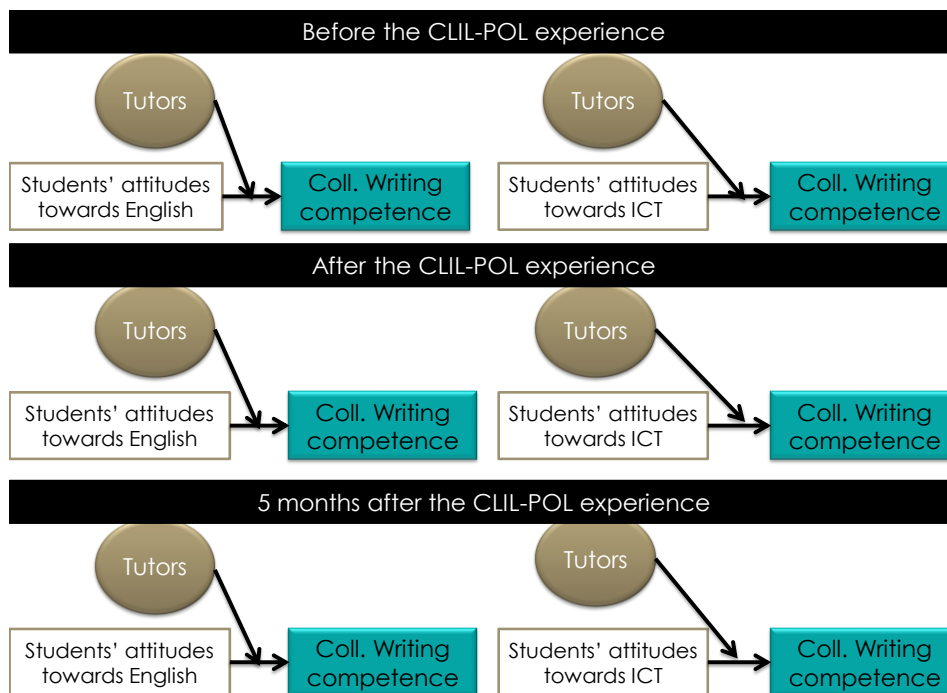 Before the CLIL-POL experience
Tutors
Tutors
Students’ attitudes
towards English
Coll. Writing
competence
Students’ attitudes
towards ICT
Coll. Writing
competence
After the CLIL-POL experience
Tutors
Tutors
Students’ attitudes
towards English
Coll. Writing
competence
Students’ attitudes
towards ICT
Coll. Writing
competence
5 months after the CLIL-POL experience
Tutors
Tutors
Students’ attitudes
towards English
Coll. Writing
competence
Students’ attitudes
towards ICT
Coll. Writing
competence